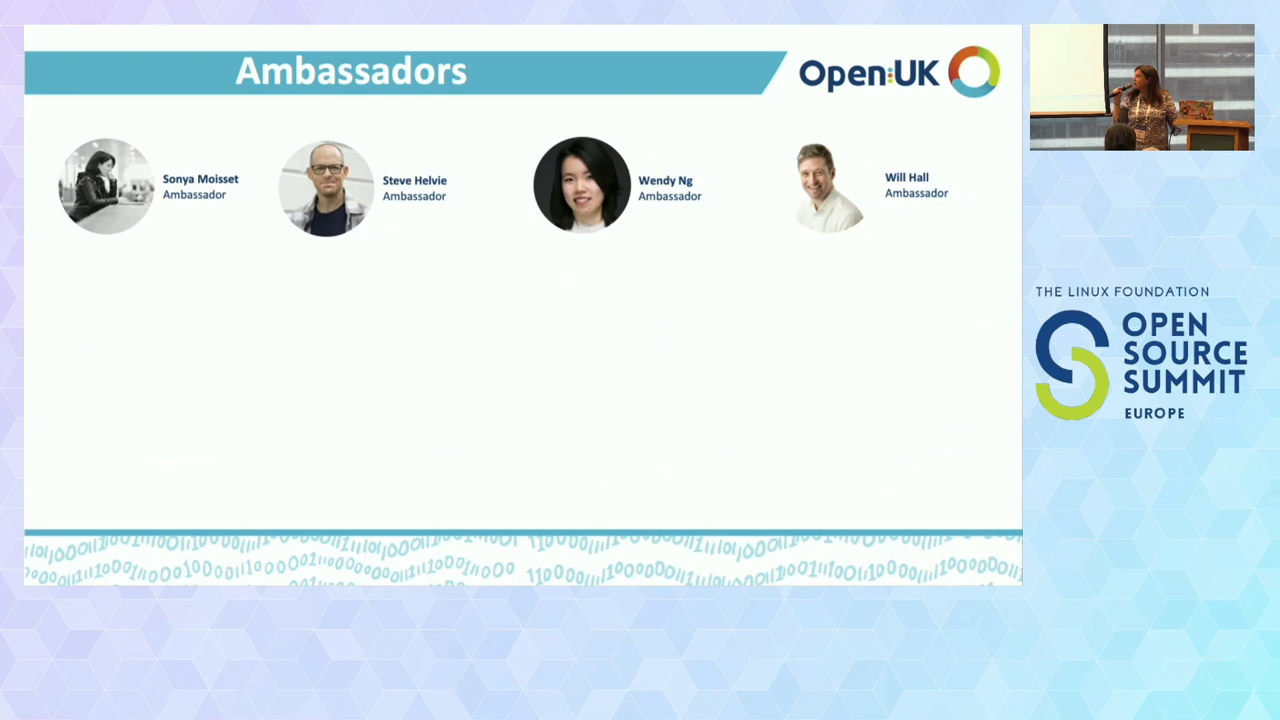 Ambassadors
Open:UK
Sonya Moisset
Ambassador
Steve Helvie
Ambassador
Wendy Ng
Ambassador
Will Hall
Ambassador
THE LINUX FOUNDATION
OPEN
SOURCE
SUMMIT
EUROPE